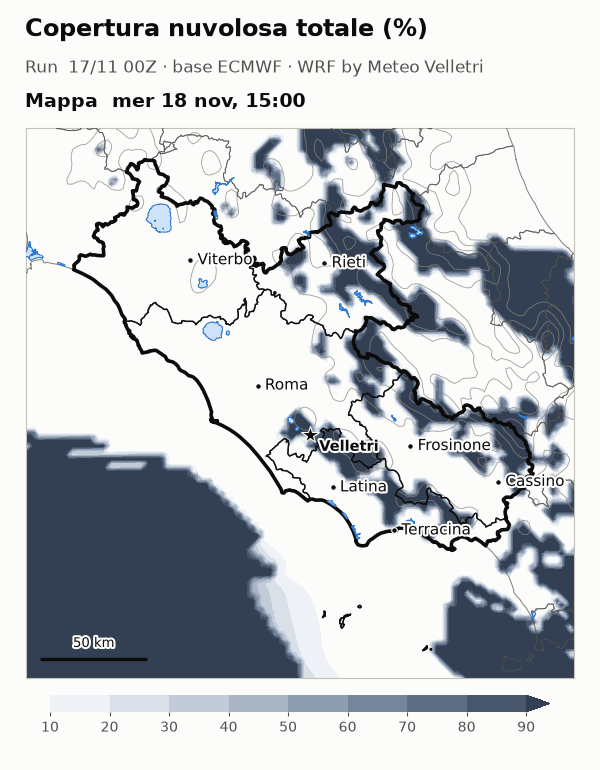 Copertura nuvolosa totale (%)
Run  17/11 00Z · base ECMWF · WRF by Meteo Velletri
Mappa  mer 18 nov, 15:00
Viterbo
Rieti
Roma
Velletri
Frosinone
Cassino
Latina
Terracina
50 km
10 20 30 40 50 60 70 80 90